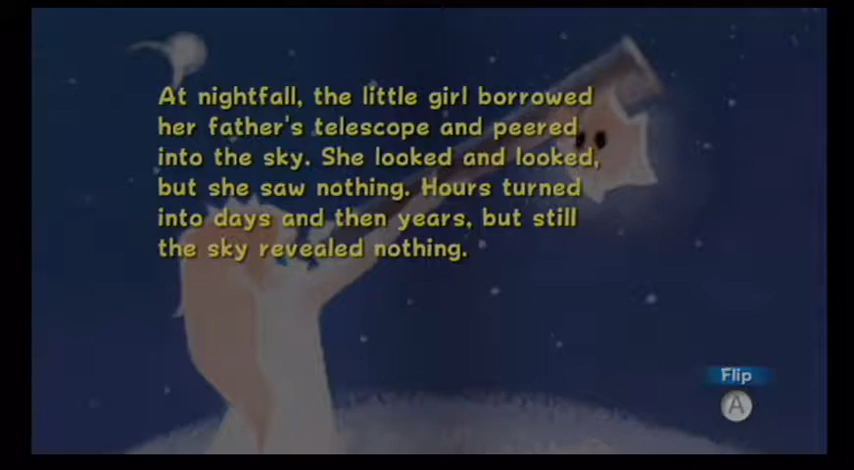 At nightfall, the little girl borrowed
her father's telescope and peered
into the sky. She looked and looked,
but she saw nothing. Hours turned
into days and then years, but still
the sky revealed nothing.
Flip
A